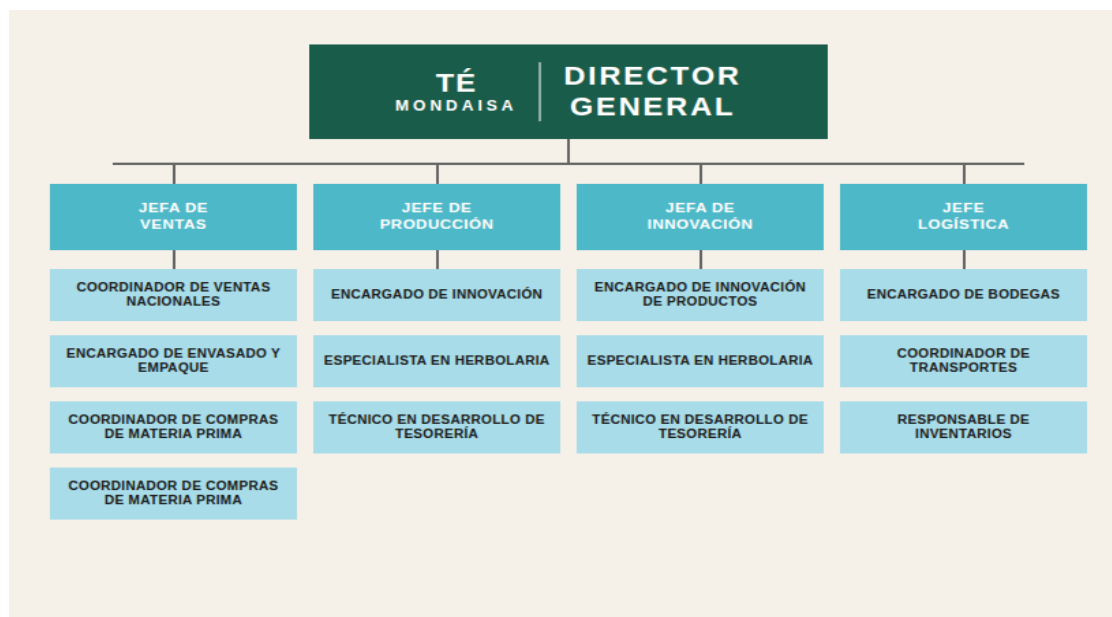 TÉ
MONDAISA
DIRECTOR
GENERAL
JEFA DE
VENTAS
JEFE DE
PRODUCCIÓN
JEFA DE
INNOVACIÓN
JEFE
LOGÍSTICA
COORDINADOR DE VENTAS
NACIONALES
ENCARGADO DE INNOVACIÓN
ENCARGADO DE INNOVACIÓN
DE PRODUCTOS
ENCARGADO DE BODEGAS
ENCARGADO DE ENVASADO Y
EMPAQUE
ESPECIALISTA EN HERBOLARIA
ESPECIALISTA EN HERBOLARIA
COORDINADOR DE
TRANSPORTES
COORDINADOR DE COMPRAS
DE MATERIA PRIMA
TÉCNICO EN DESARROLLO DE
TESORERÍA
TÉCNICO EN DESARROLLO DE
TESORERÍA
RESPONSABLE DE
INVENTARIOS
COORDINADOR DE COMPRAS
DE MATERIA PRIMA